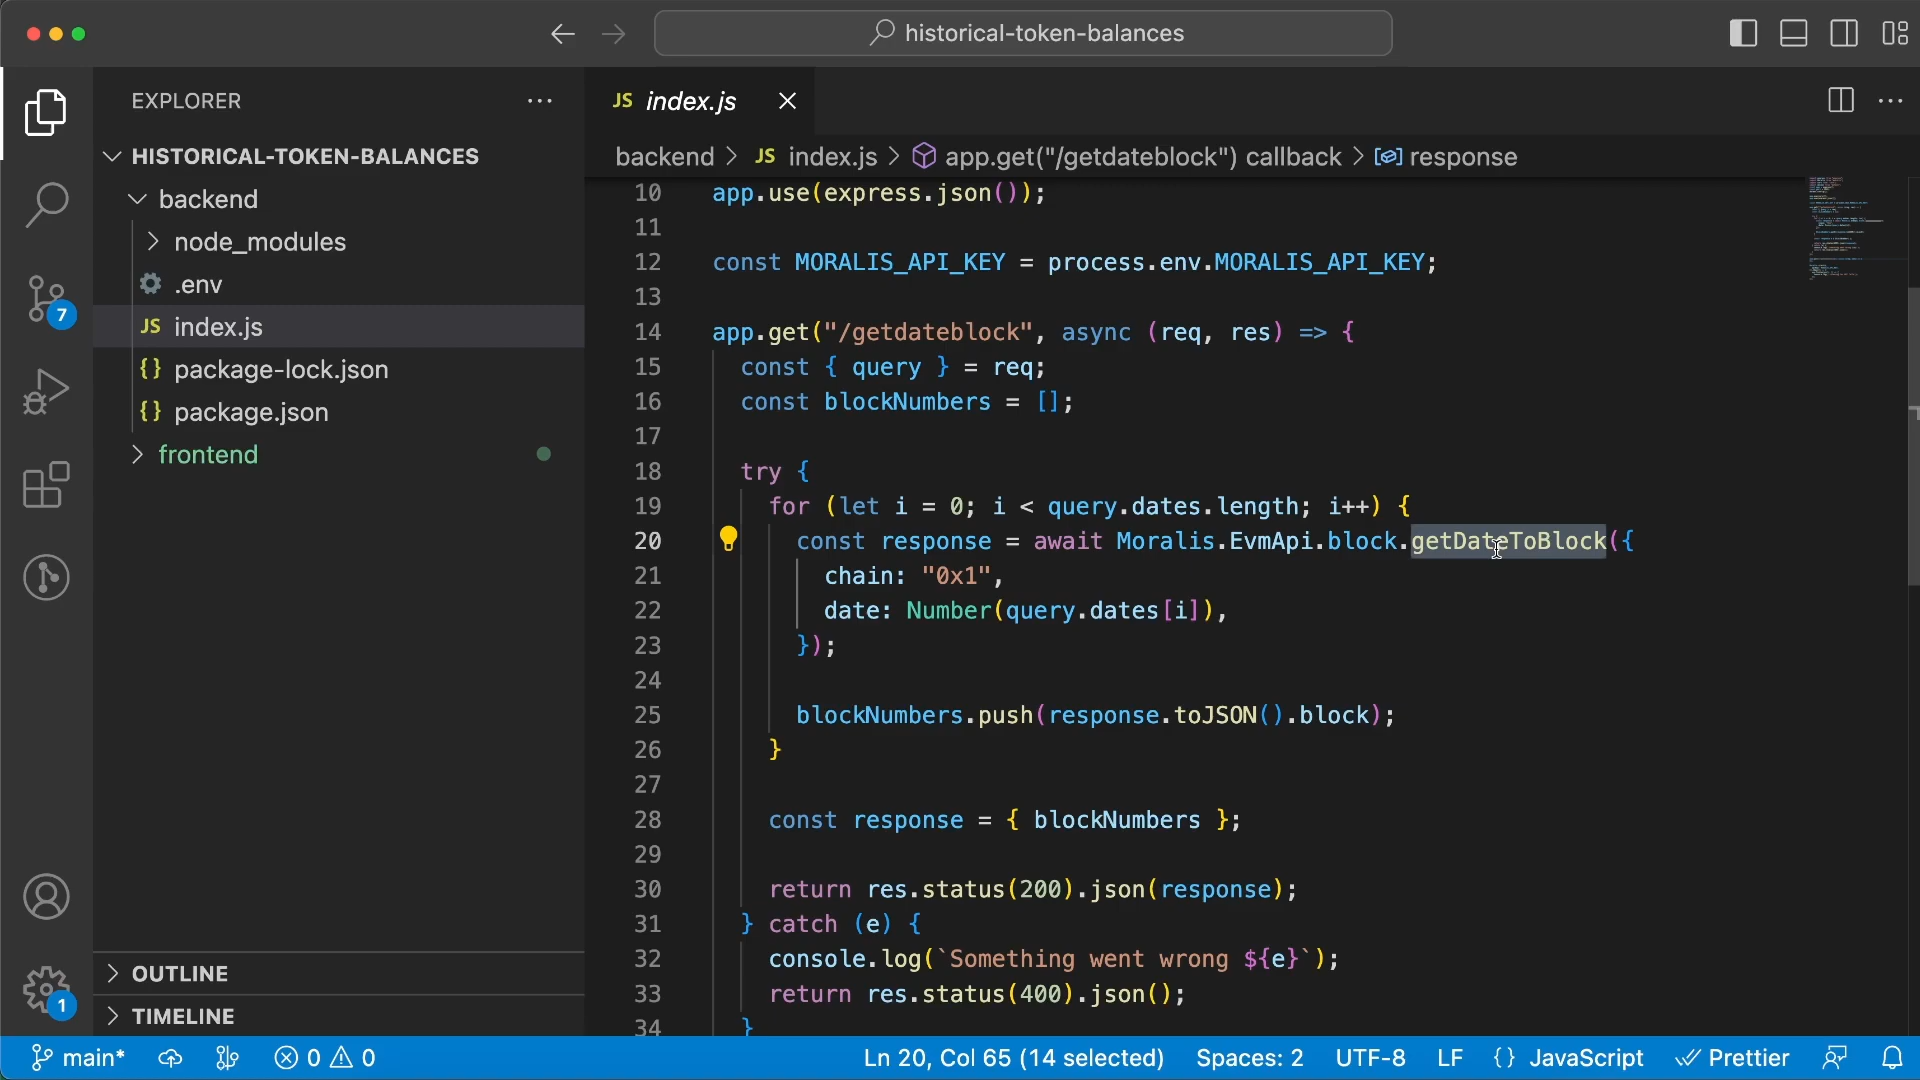 historical-token-balances
EXPLORER
HISTORICAL-TOKEN-BALANCES
backend
node_modules
.env
JS index.js
{} package-lock.json
{} package.json
frontend
7
1
OUTLINE
TIMELINE
JS index.js
backend > JS index.js > app.get("/getdateblock") callback > response
10 app.use(express.json());
11
12 const MORALIS_API_KEY = process.env.MORALIS_API_KEY;
13
14 app.get("/getdateblock", async (req, res) => {
15 const { query } = req;
16 const blockNumbers = [];
17
18 try {
19 for (let i = 0; i < query.dates.length; i++) {
20 const response = await Moralis.EvmApi.block.getDateToBlock({
21 chain: "0x1",
22 date: Number(query.dates[i]),
23 });
24
25 blockNumbers.push(response.toJSON().block);
26 }
27
28 const response = { blockNumbers };
29
30 return res.status(200).json(response);
31 } catch (e) {
32 console.log(`Something went wrong ${e}`);
33 return res.status(400).json();
34 }
main* 0 0 Ln 20, Col 65 (14 selected) Spaces: 2 UTF-8 LF {} JavaScript Prettier